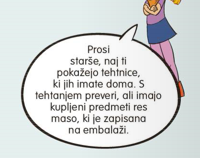 Prosi
starše, naj ti
pokažejo tehtnice,
ki jih imate doma. S
tehtanjem preveri, ali imajo
kupljeni predmeti res
maso, ki je zapisana
na embalaži.